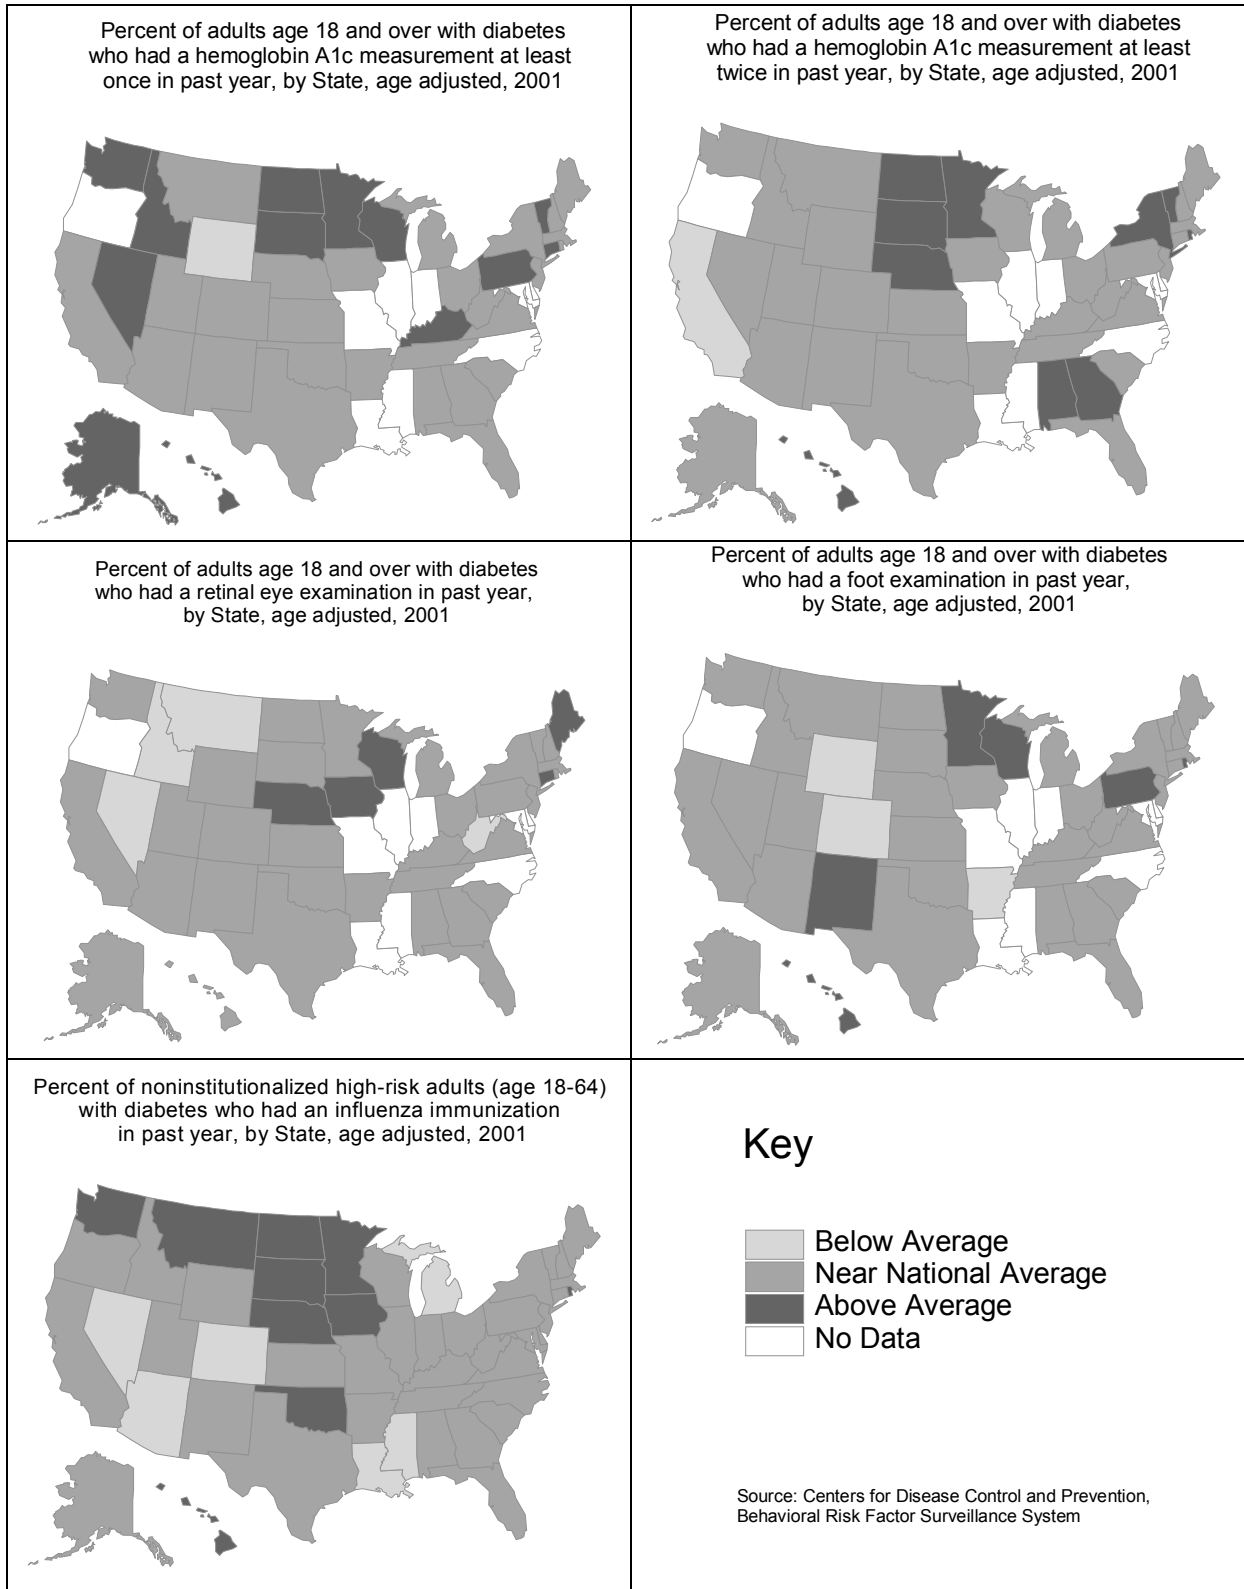 Percent of adults age 18 and over with diabetes
who had a hemoglobin A1c measurement at least
once in past year, by State, age adjusted, 2001
Percent of adults age 18 and over with diabetes
who had a hemoglobin A1c measurement at least
twice in past year, by State, age adjusted, 2001
Percent of adults age 18 and over with diabetes
who had a retinal eye examination in past year,
by State, age adjusted, 2001
Percent of adults age 18 and over with diabetes
who had a foot examination in past year,
by State, age adjusted, 2001
Percent of noninstitutionalized high-risk adults (age 18-64)
with diabetes who had an influenza immunization
in past year, by State, age adjusted, 2001
Key
Below Average
Near National Average
Above Average
No Data
Source: Centers for Disease Control and Prevention,
Behavioral Risk Factor Surveillance System